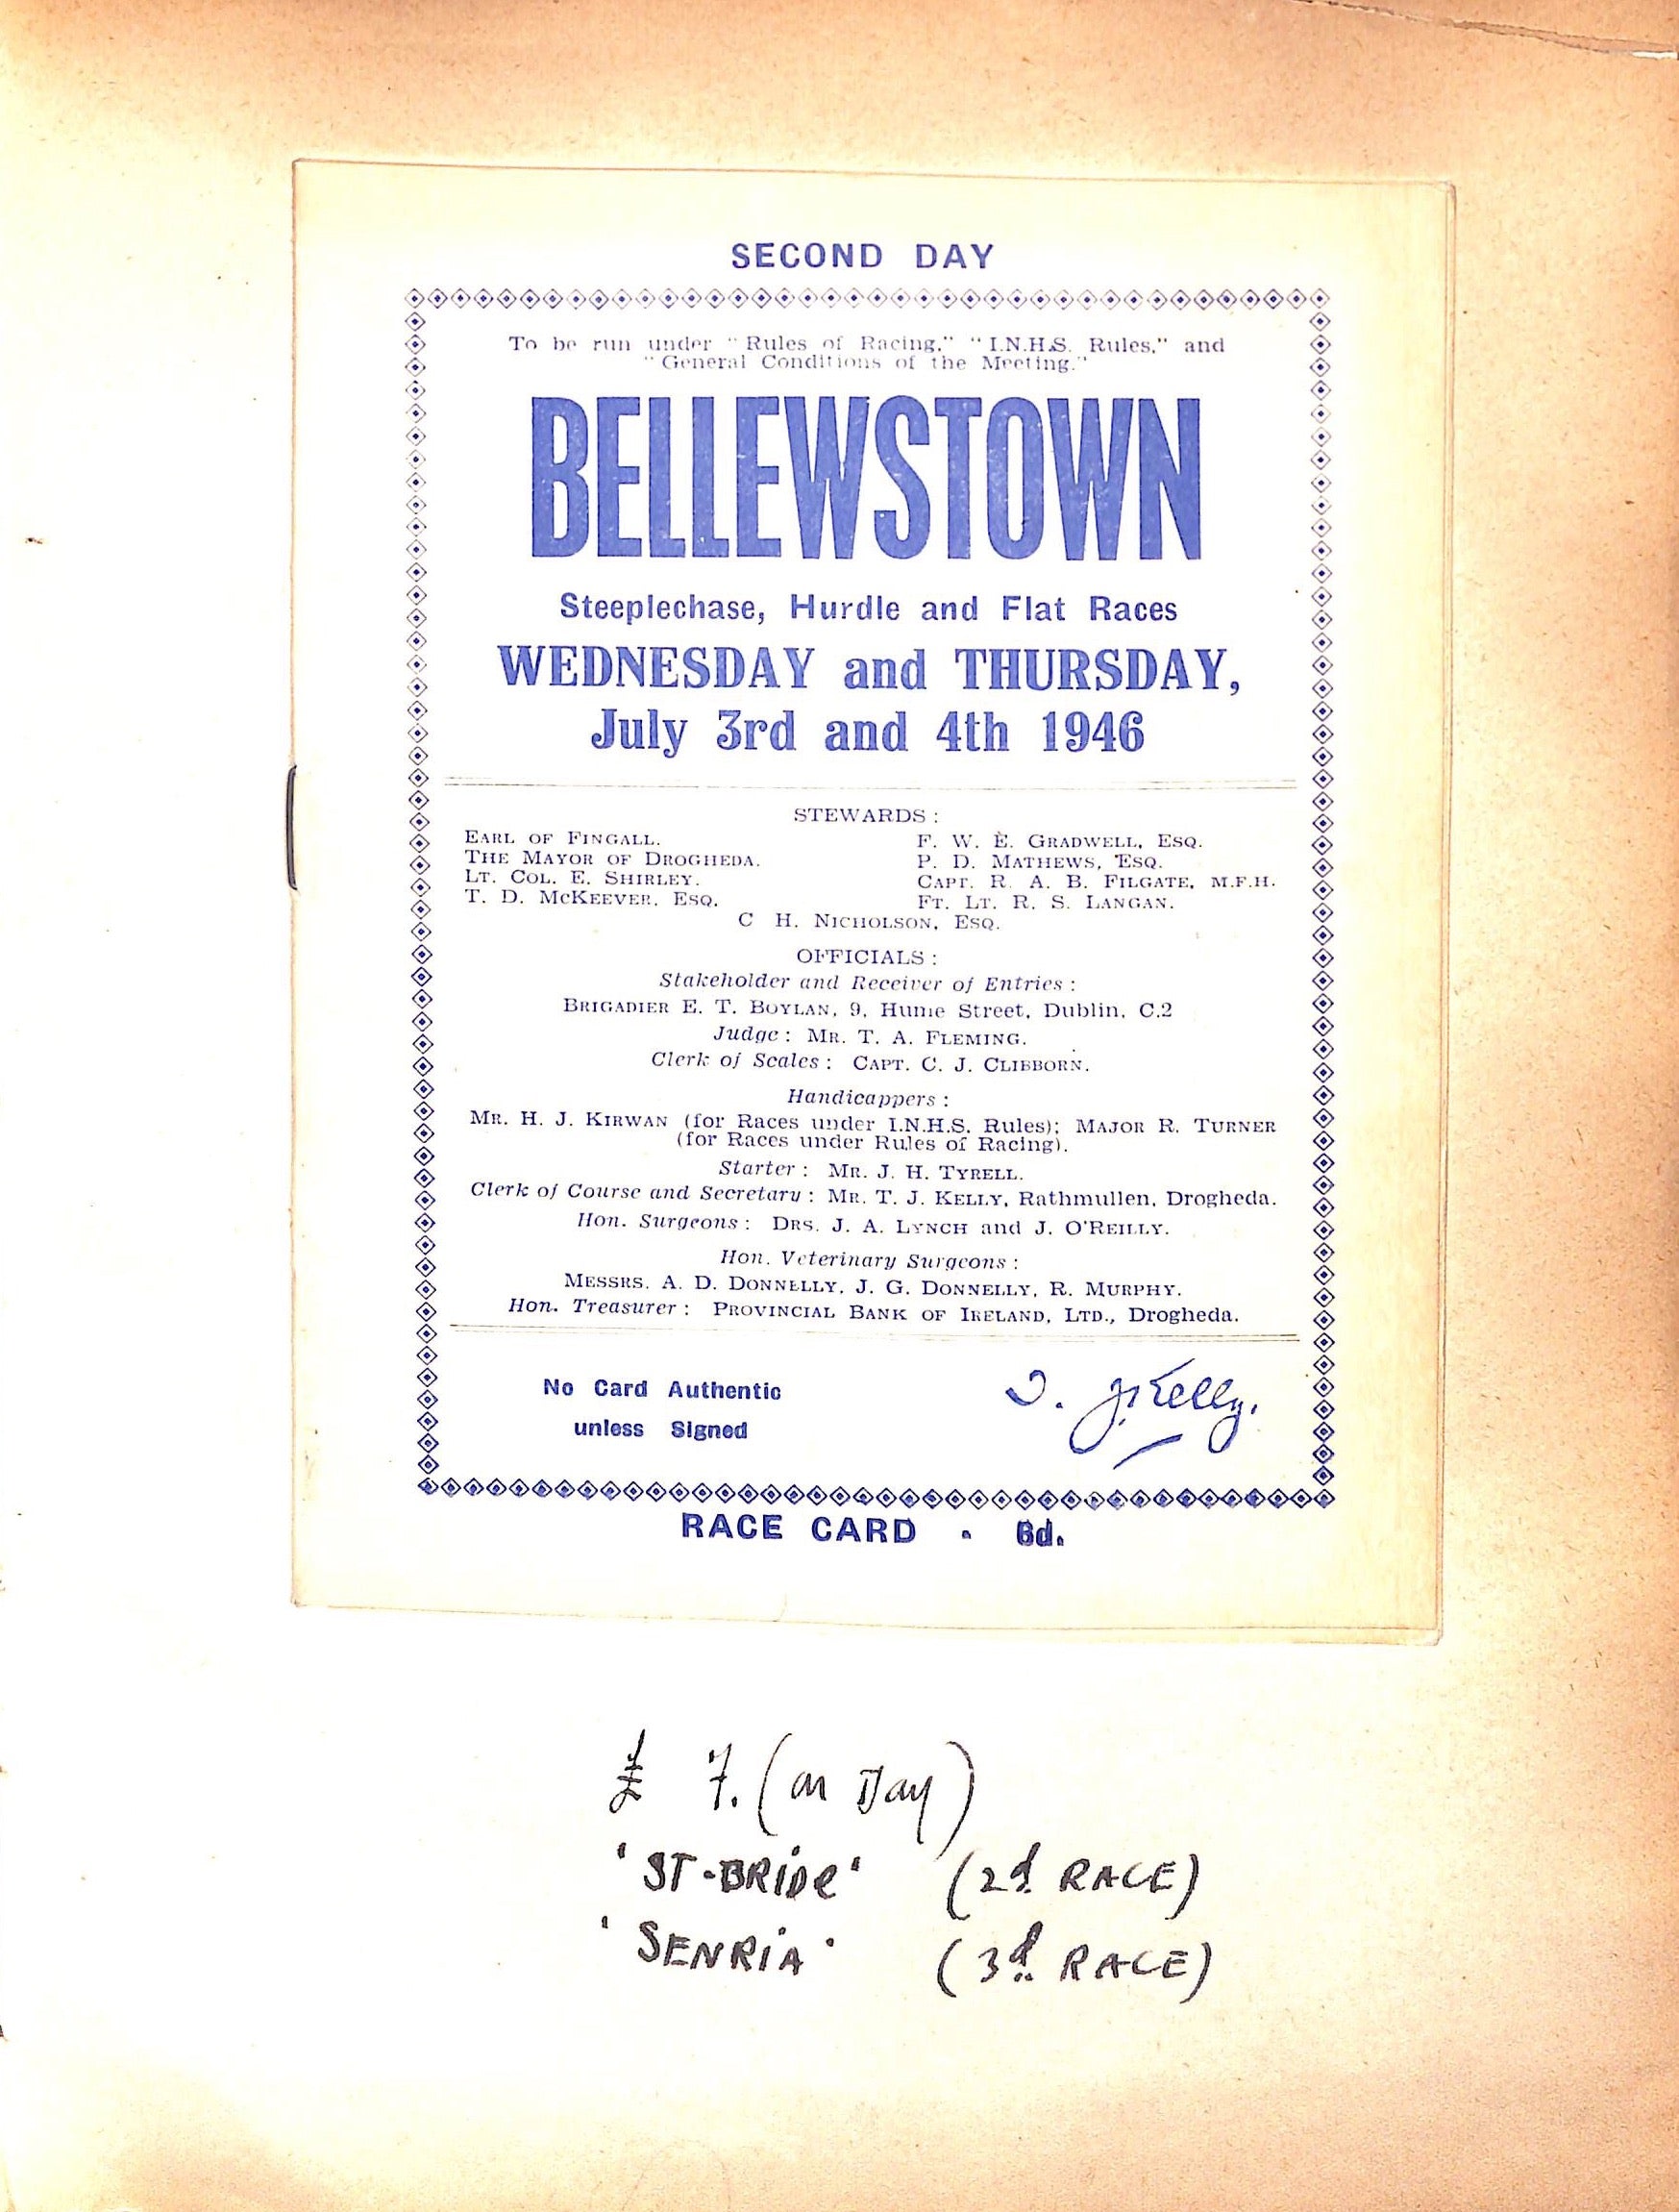 SECOND DAY
To be run under "Rules of Racing," "I.N.H.S. Rules," and
"General Conditions of the Meeting."
BELLEWSTOWN
Steeplechase, Hurdle and Flat Races
WEDNESDAY and THURSDAY,
July 3rd and 4th 1946
STEWARDS :
EARL OF FINGALL. F. W. E. GRADWELL, ESQ.
THE MAYOR OF DROGHEDA. P. D. MATHEWS, ESQ.
LT. COL. E. SHIRLEY. CAPT. R. A. B. FILGATE, M.F.H.
T. D. McKEEVER, ESQ. FT. LT. R. S. LANGAN.
C H. NICHOLSON, ESQ.
OFFICIALS :
Stakeholder and Receiver of Entries :
BRIGADIER E. T. BOYLAN, 9, Hume Street, Dublin, C.2
Judge : MR. T. A. FLEMING.
Clerk of Scales : CAPT. C. J. CLIBBORN.
Handicappers :
MR. H. J. KIRWAN (for Races under I.N.H.S. Rules); MAJOR R. TURNER
(for Races under Rules of Racing).
Starter : MR. J. H. TYRELL.
Clerk of Course and Secretary : MR. T. J. KELLY, Rathmullen, Drogheda.
Hon. Surgeons : DRS. J. A. LYNCH and J. O'REILLY.
Hon. Veterinary Surgeons :
MESSRS. A. D. DONNELLY, J. G. DONNELLY, R. MURPHY.
Hon. Treasurer : PROVINCIAL BANK OF IRELAND, LTD., Drogheda.
No Card Authentic
unless Signed
T. J. Kelly.
RACE CARD . 6d.
£ 7. (on Day)
'ST-BRIDE' (2d. RACE)
'SENRIA' (3d. RACE)